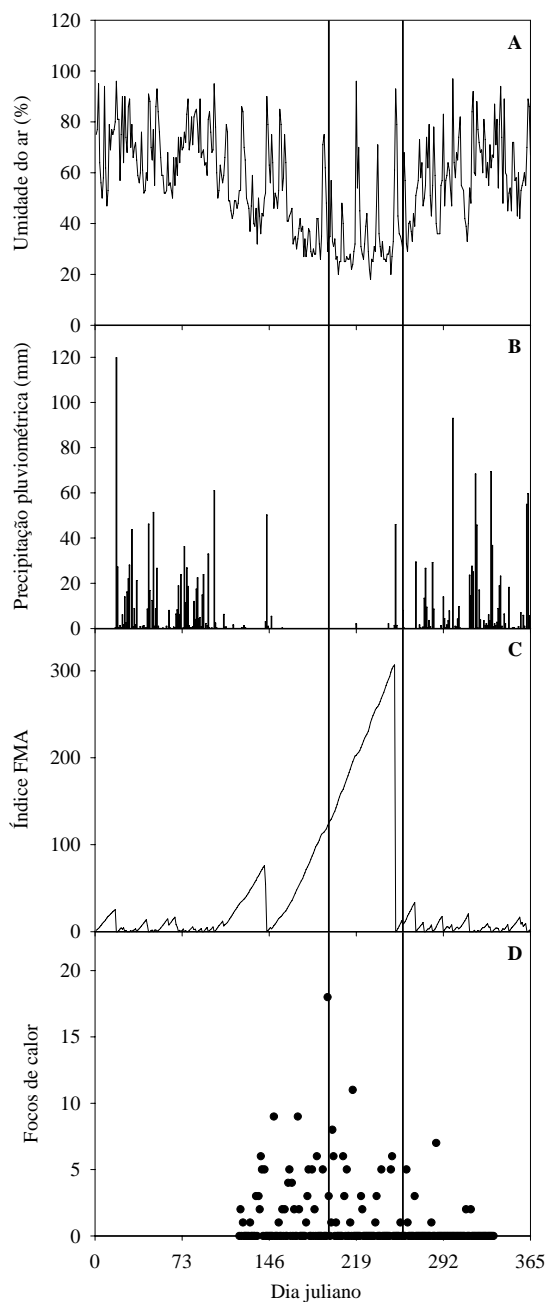 120
A
100
80
60
40
20
0
Umidade do ar (%)
B
120
100
80
60
40
20
0
Precipitação pluviométrica (mm)
C
300
200
100
0
Índice FMA
D
20
15
10
5
0
Focos de calor
0 73 146 219 292 365
Dia juliano